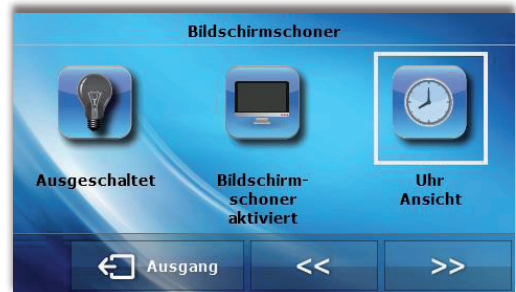 Bildschirmschoner
Ausgeschaltet
Bildschirm-
schoner
aktiviert
Uhr
Ansicht
Ausgang
<<
>>